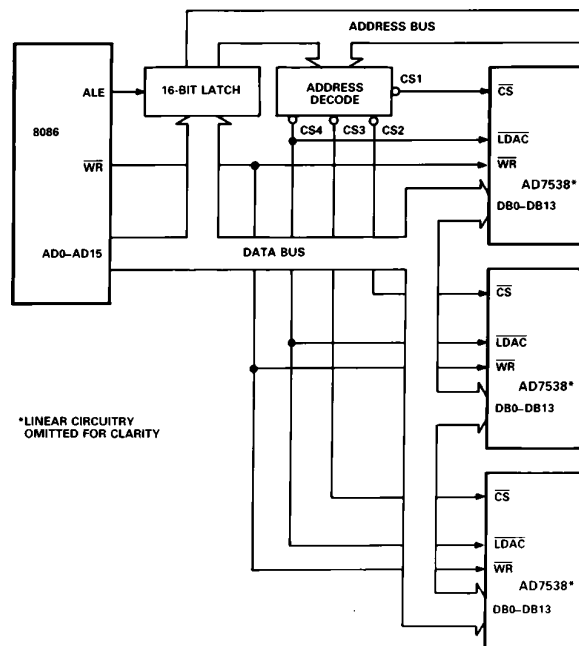 ADDRESS BUS
ALE
16-BIT LATCH
ADDRESS
DECODE
CS1
CS
8086
CS4
CS3
CS2
LDAC
WR
WR
AD7538*
DB0–DB13
AD0–AD15
DATA BUS
CS
LDAC
WR
AD7538*
DB0–DB13
*LINEAR CIRCUITRY
OMITTED FOR CLARITY
CS
LDAC
WR
AD7538*
DB0–DB13